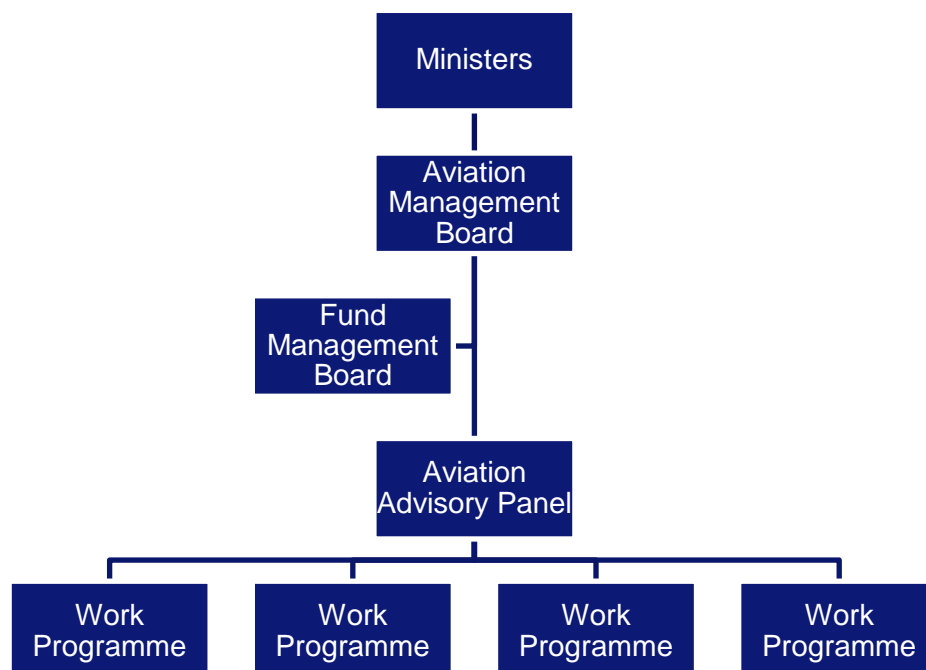 Ministers
Aviation
Management
Board
Fund
Management
Board
Aviation
Advisory Panel
Work
Programme
Work
Programme
Work
Programme
Work
Programme